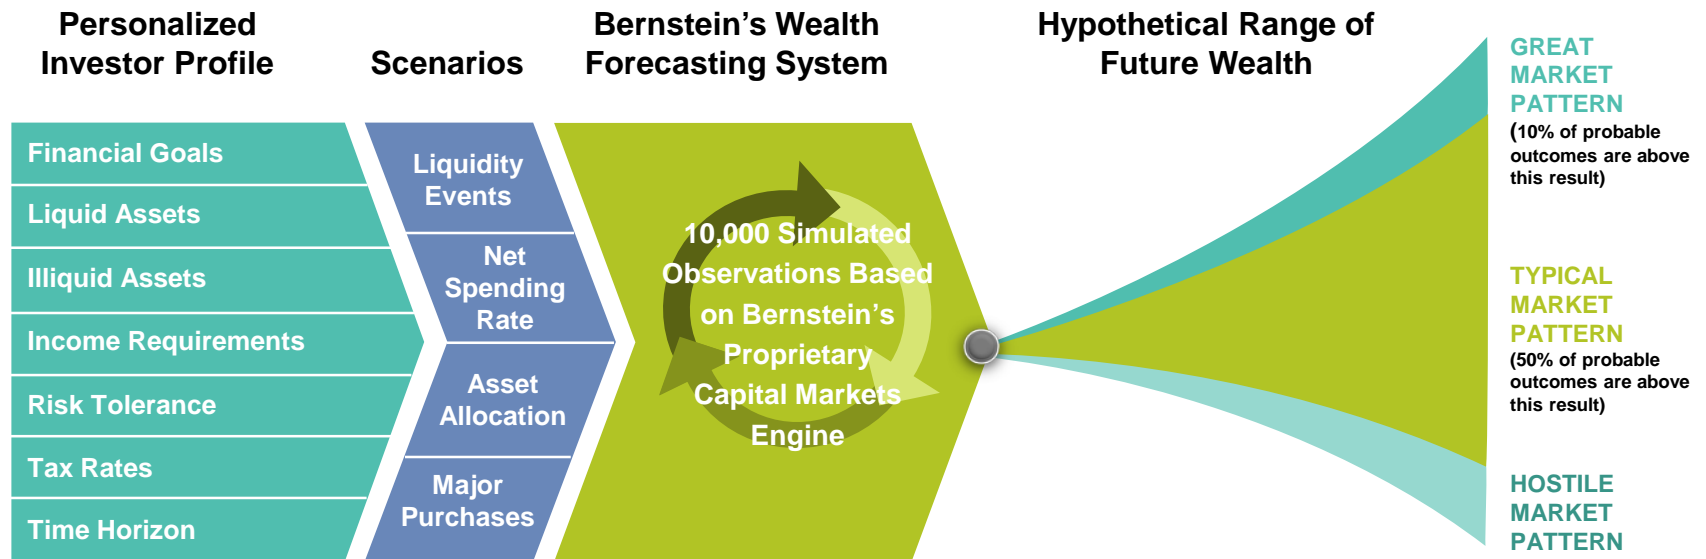 Personalized
Investor Profile
Scenarios
Bernstein’s Wealth
Forecasting System
Hypothetical Range of
Future Wealth
Financial Goals
Liquid Assets
Illiquid Assets
Income Requirements
Risk Tolerance
Tax Rates
Time Horizon
Liquidity
Events
Net
Spending
Rate
Asset
Allocation
Major
Purchases
10,000 Simulated
Observations Based
on Bernstein’s
Proprietary
Capital Markets
Engine
GREAT
MARKET
PATTERN
(10% of probable
outcomes are above
this result)
TYPICAL
MARKET
PATTERN
(50% of probable
outcomes are above
this result)
HOSTILE
MARKET
PATTERN